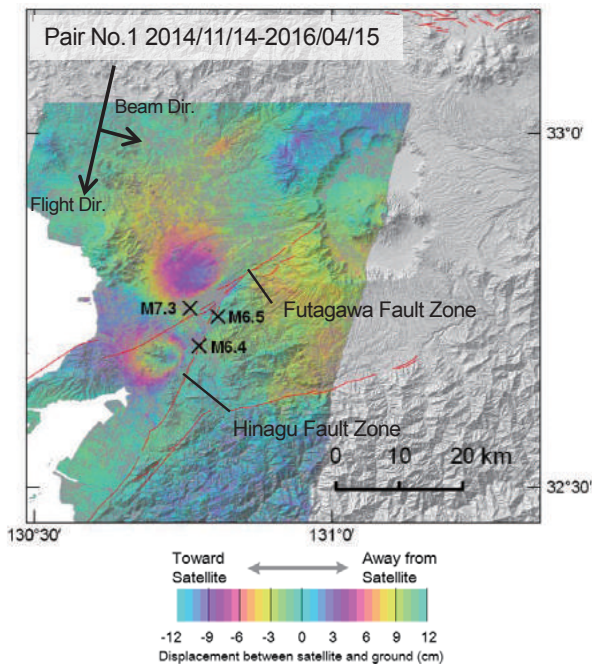 Pair No.1 2014/11/14-2016/04/15
Beam Dir.
33°0'
Flight Dir.
M7.3
M6.5
Futagawa Fault Zone
M6.4
Hinagu Fault Zone
0 10 20 km
32°30'
130°30' 131°0'
Toward Away from
Satellite Satellite
-12 -9 -6 -3 0 3 6 9 12
Displacement between satellite and ground (cm)